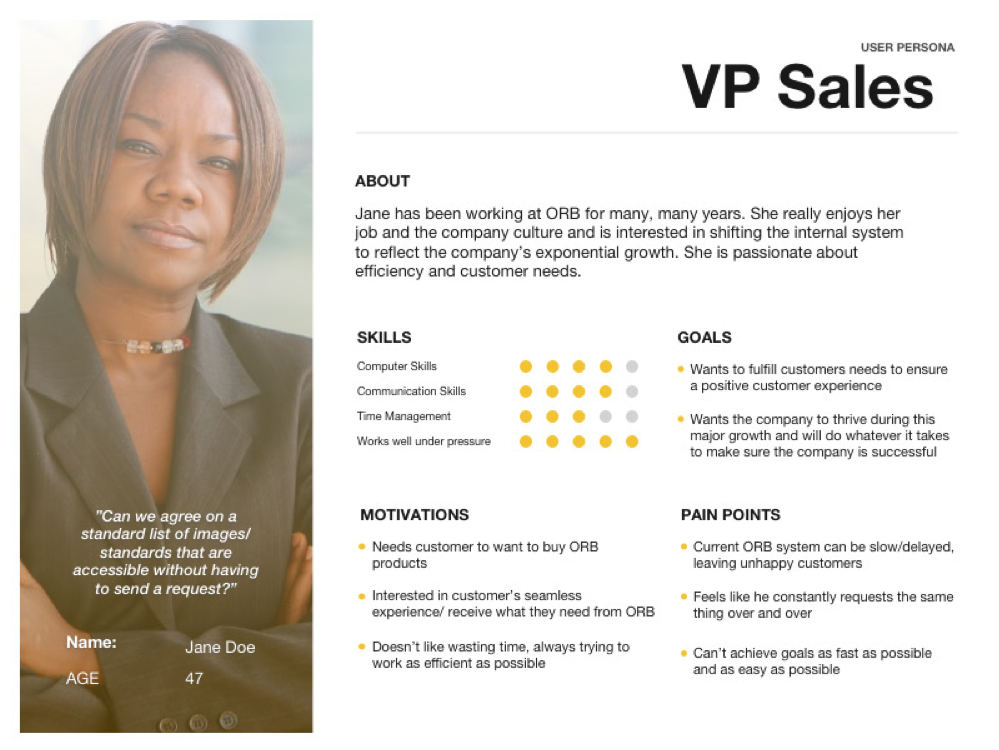 USER PERSONA
VP Sales
ABOUT
Jane has been working at ORB for many, many years. She really enjoys her
job and the company culture and is interested in shifting the internal system
to reflect the company’s exponential growth. She is passionate about
efficiency and customer needs.
SKILLS
Computer Skills
Communication Skills
Time Management
Works well under pressure
GOALS
Wants to fulfill customers needs to ensure
a positive customer experience
Wants the company to thrive during this
major growth and will do whatever it takes
to make sure the company is successful
MOTIVATIONS
Needs customer to want to buy ORB
products
Interested in customer’s seamless
experience/ receive what they need from ORB
Doesn’t like wasting time, always trying to
work as efficient as possible
PAIN POINTS
Current ORB system can be slow/delayed,
leaving unhappy customers
Feels like he constantly requests the same
thing over and over
Can’t achieve goals as fast as possible
and as easy as possible
”Can we agree on a
standard list of images/
standards that are
accessible without having
to send a request?”
Name: Jane Doe
AGE 47